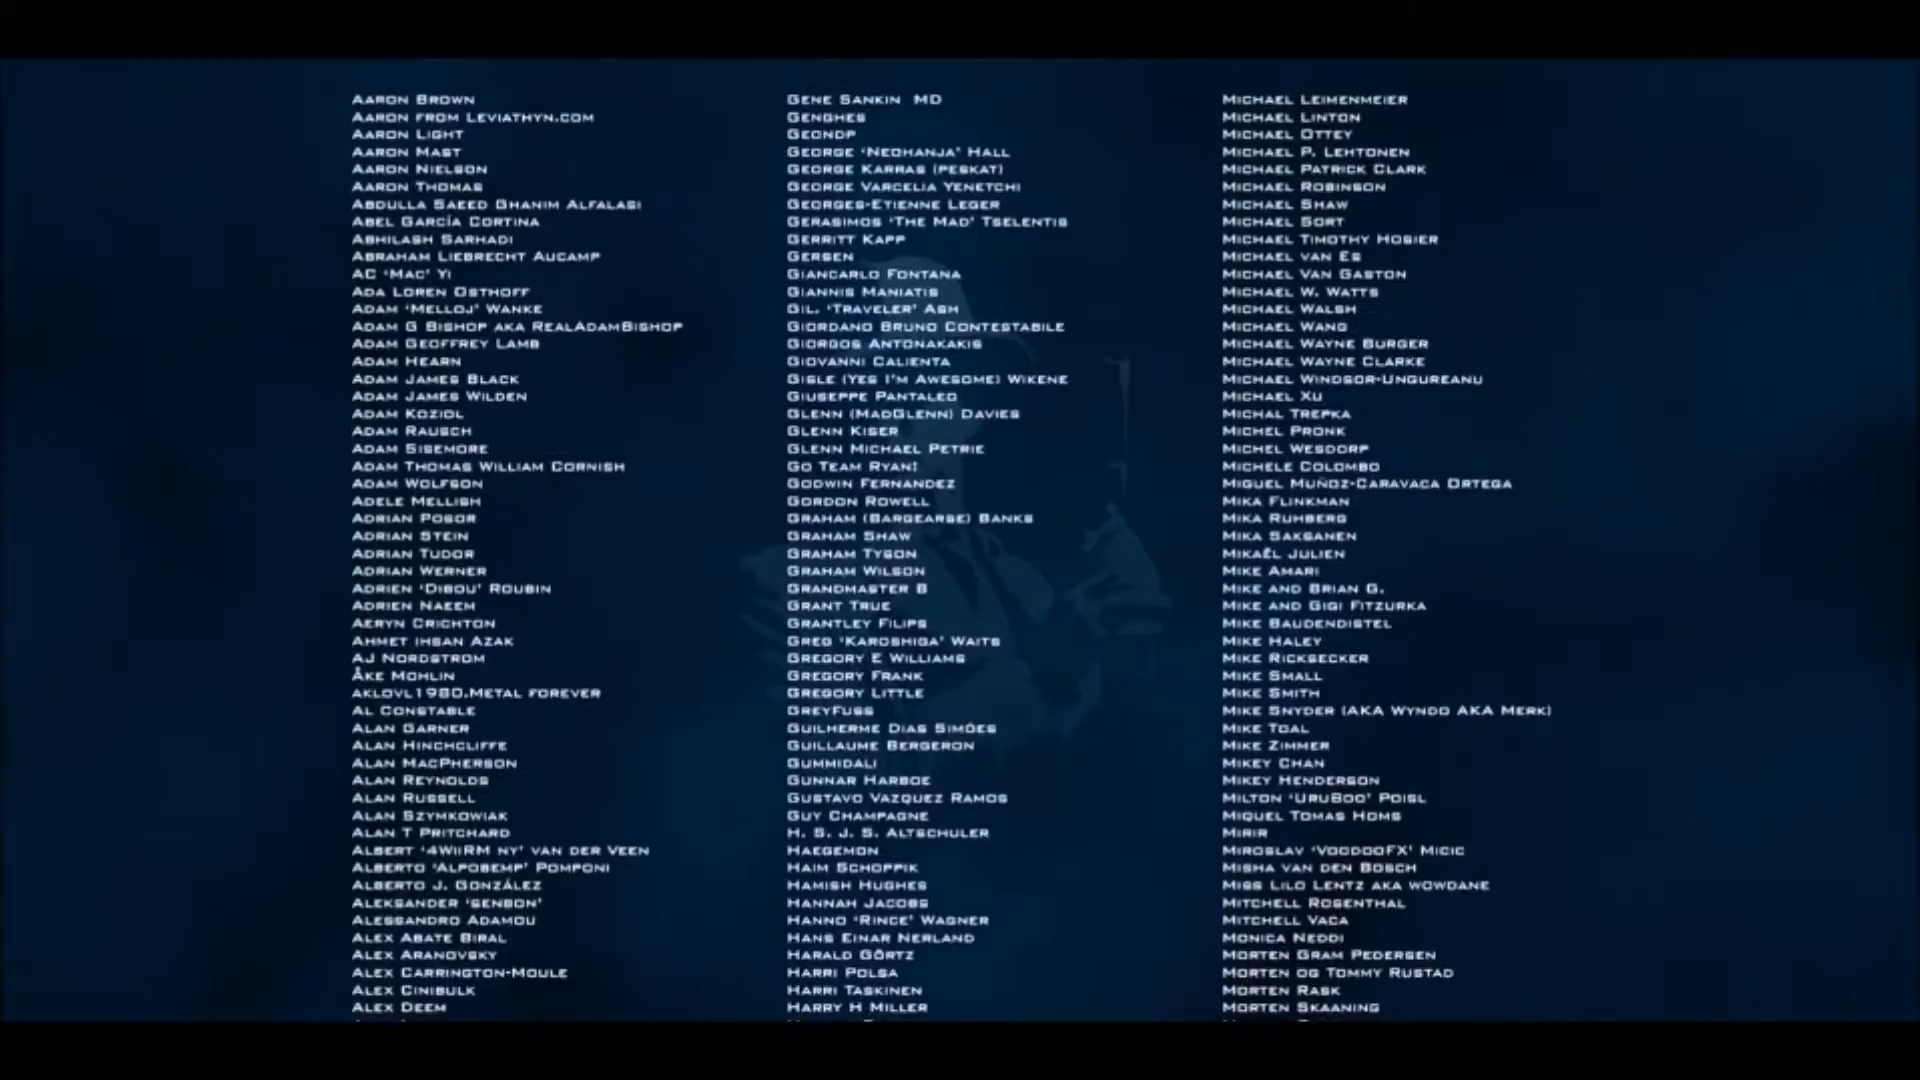 Aaron Brown
Aaron from Leviathyn.com
Aaron Light
Aaron Mast
Aaron Nielson
Aaron Thomas
Abdulla Saeed Ghanim Alfalasi
Abel García Cortina
Abhilash Sarhadi
Abraham Liebrecht Aucamp
AC 'Mac' Yi
Ada Loren Osthoff
Adam 'Melloj' Wanke
Adam G Bishop aka RealAdamBishop
Adam Geoffrey Lamb
Adam Hearn
Adam James Black
Adam James Wilden
Adam Koziol
Adam Rausch
Adam Sisemore
Adam Thomas William Cornish
Adam Wolfson
Adele Mellish
Adrian Posor
Adrian Stein
Adrian Tudor
Adrian Werner
Adrien 'Dibou' Roubin
Adrien Naeem
Aeryn Crichton
Ahmet ihsan Azak
AJ Nordstrom
Åke Mohlin
aklovl1980.Metal forever
Al Constable
Alan Garner
Alan Hinchcliffe
Alan MacPherson
Alan Reynolds
Alan Russell
Alan Szymkowiak
Alan T Pritchard
Albert '4WiiRM ny' van der Veen
Alberto 'Alfobemp' Pomponi
Alberto J. González
Aleksander 'senbon'
Alessandro Adamou
Alex Abate Biral
Alex Aranovsky
Alex Carrington-Moule
Alex Cinibulk
Alex Deem
Gene Sankin MD
Genghes
Geondp
George 'Neohanja' Hall
George Karras (peskat)
George Varcelia Yenetchi
Georges-Etienne Leger
Gerasimos 'The Mad' Tselentis
Gerritt Kapp
Gersen
Giancarlo Fontana
Giannis Maniatis
Gil. 'Traveler' Ash
Giordano Bruno Contestabile
Giorgos Antonakakis
Giovanni Calienta
Gisle (Yes I'm Awesome) Wikene
Giuseppe Pantaleo
Glenn (MadGlenn) Davies
Glenn Kiser
Glenn Michael Petrie
Go Team Ryan!
Godwin Fernandez
Gordon Rowell
Graham (Bargearse) Banks
Graham Shaw
Graham Tyson
Graham Wilson
Grandmaster B
Grant True
Grantley Filips
Greg 'Karoshiga' Waits
Gregory E Williams
Gregory Frank
Gregory Little
GreyFuss
Guilherme Dias Simões
Guillaume Bergeron
Gummidali
Gunnar Harboe
Gustavo Vazquez Ramos
Guy Champagne
H. S. J. S. Altschuler
Haegemon
Haim Schoppik
Hamish Hughes
Hannah Jacobs
Hanno 'Rince' Wagner
Hans Einar Nerland
Harald Görtz
Harri Polsa
Harri Taskinen
Harry H Miller
Michael Leimenmeier
Michael Linton
Michael Ottey
Michael P. Lehtonen
Michael Patrick Clark
Michael Robinson
Michael Shaw
Michael Sort
Michael Timothy Hosier
Michael van Es
Michael Van Gaston
Michael W. Watts
Michael Walsh
Michael Wang
Michael Wayne Burger
Michael Wayne Clarke
Michael Windsor-Ungureanu
Michael Xu
Michal Trepka
Michel Pronk
Michel Wesdorp
Michele Colombo
Miguel Muñoz-Caravaca Ortega
Mika Flinkman
Mika Ruhberg
Mika Saksanen
Mikaël Julien
Mike Amari
Mike and Brian G.
Mike and Gigi Fitzurka
Mike Baudendistel
Mike Haley
Mike Ricksecker
Mike Small
Mike Smith
Mike Snyder (AKA Wyndo AKA Merk)
Mike Toal
Mike Zimmer
Mikey Chan
Mikey Henderson
Milton 'UruBoo' Poisl
Miquel Tomas Homs
Mirir
Miroslav 'VoodooFX' Micic
Misha van den Bosch
Miss Lilo Lentz aka wowdane
Mitchell Rosenthal
Mitchell Vaca
Monica Neddi
Morten Gram Pedersen
Morten og Tommy Rustad
Morten Rask
Morten Skaaning